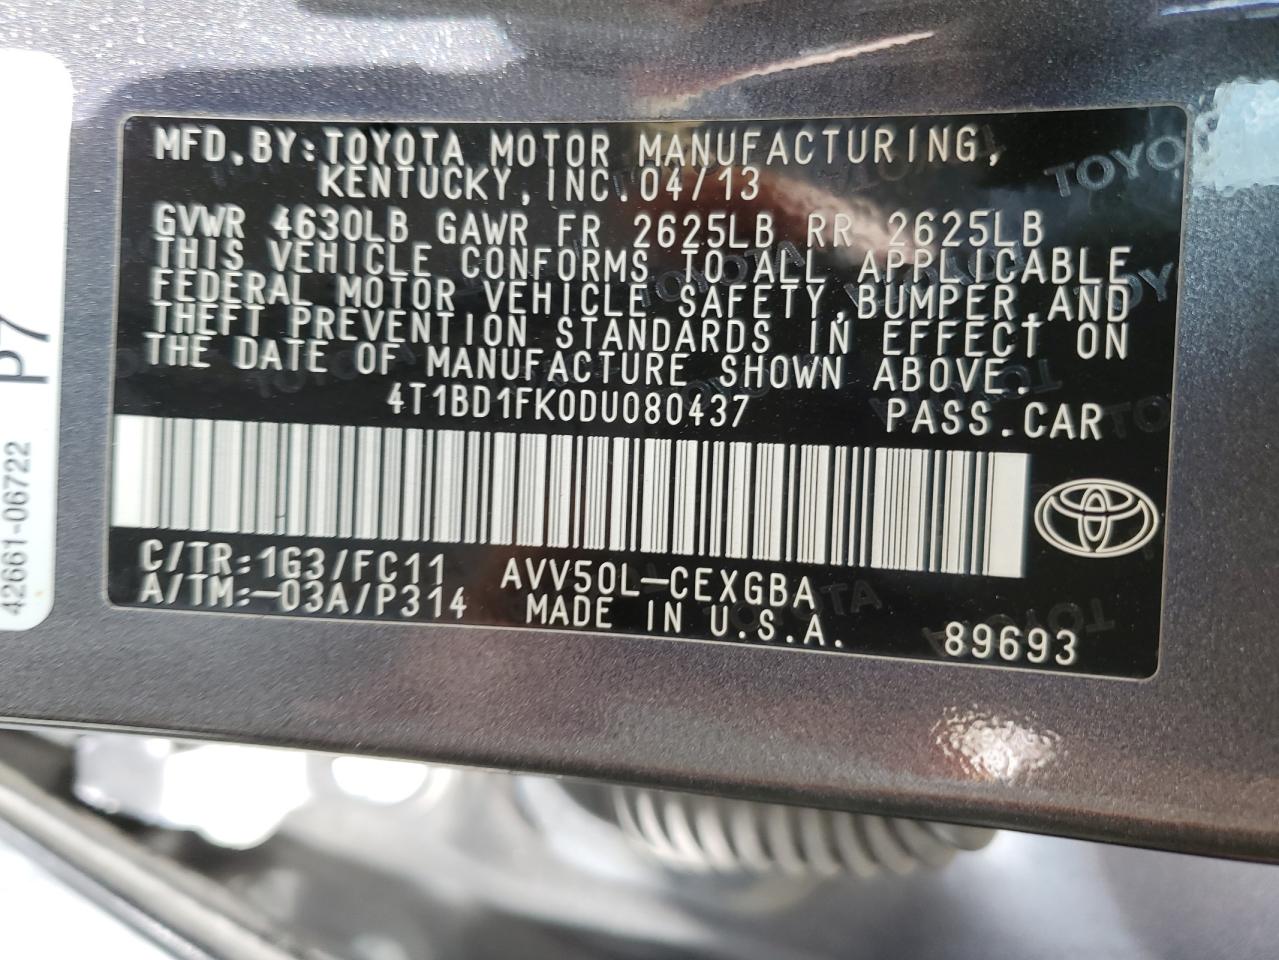 MFD.BY:TOYOTA MOTOR MANUFACTURING,
KENTUCKY,INC. 04/13
GVWR 4630LB GAWR FR 2625LB RR 2625LB
THIS VEHICLE CONFORMS TO ALL APPLICABLE
FEDERAL MOTOR VEHICLE SAFETY,BUMPER,AND
THEFT PREVENTION STANDARDS IN EFFECT ON
THE DATE OF MANUFACTURE SHOWN ABOVE.
4T1BD1FK0DU080437 PASS.CAR
C/TR:1G3/FC11 AVV50L-CEXGBA
A/TM:-03A/P314 MADE IN U.S.A. 89693
P7
42661-06722